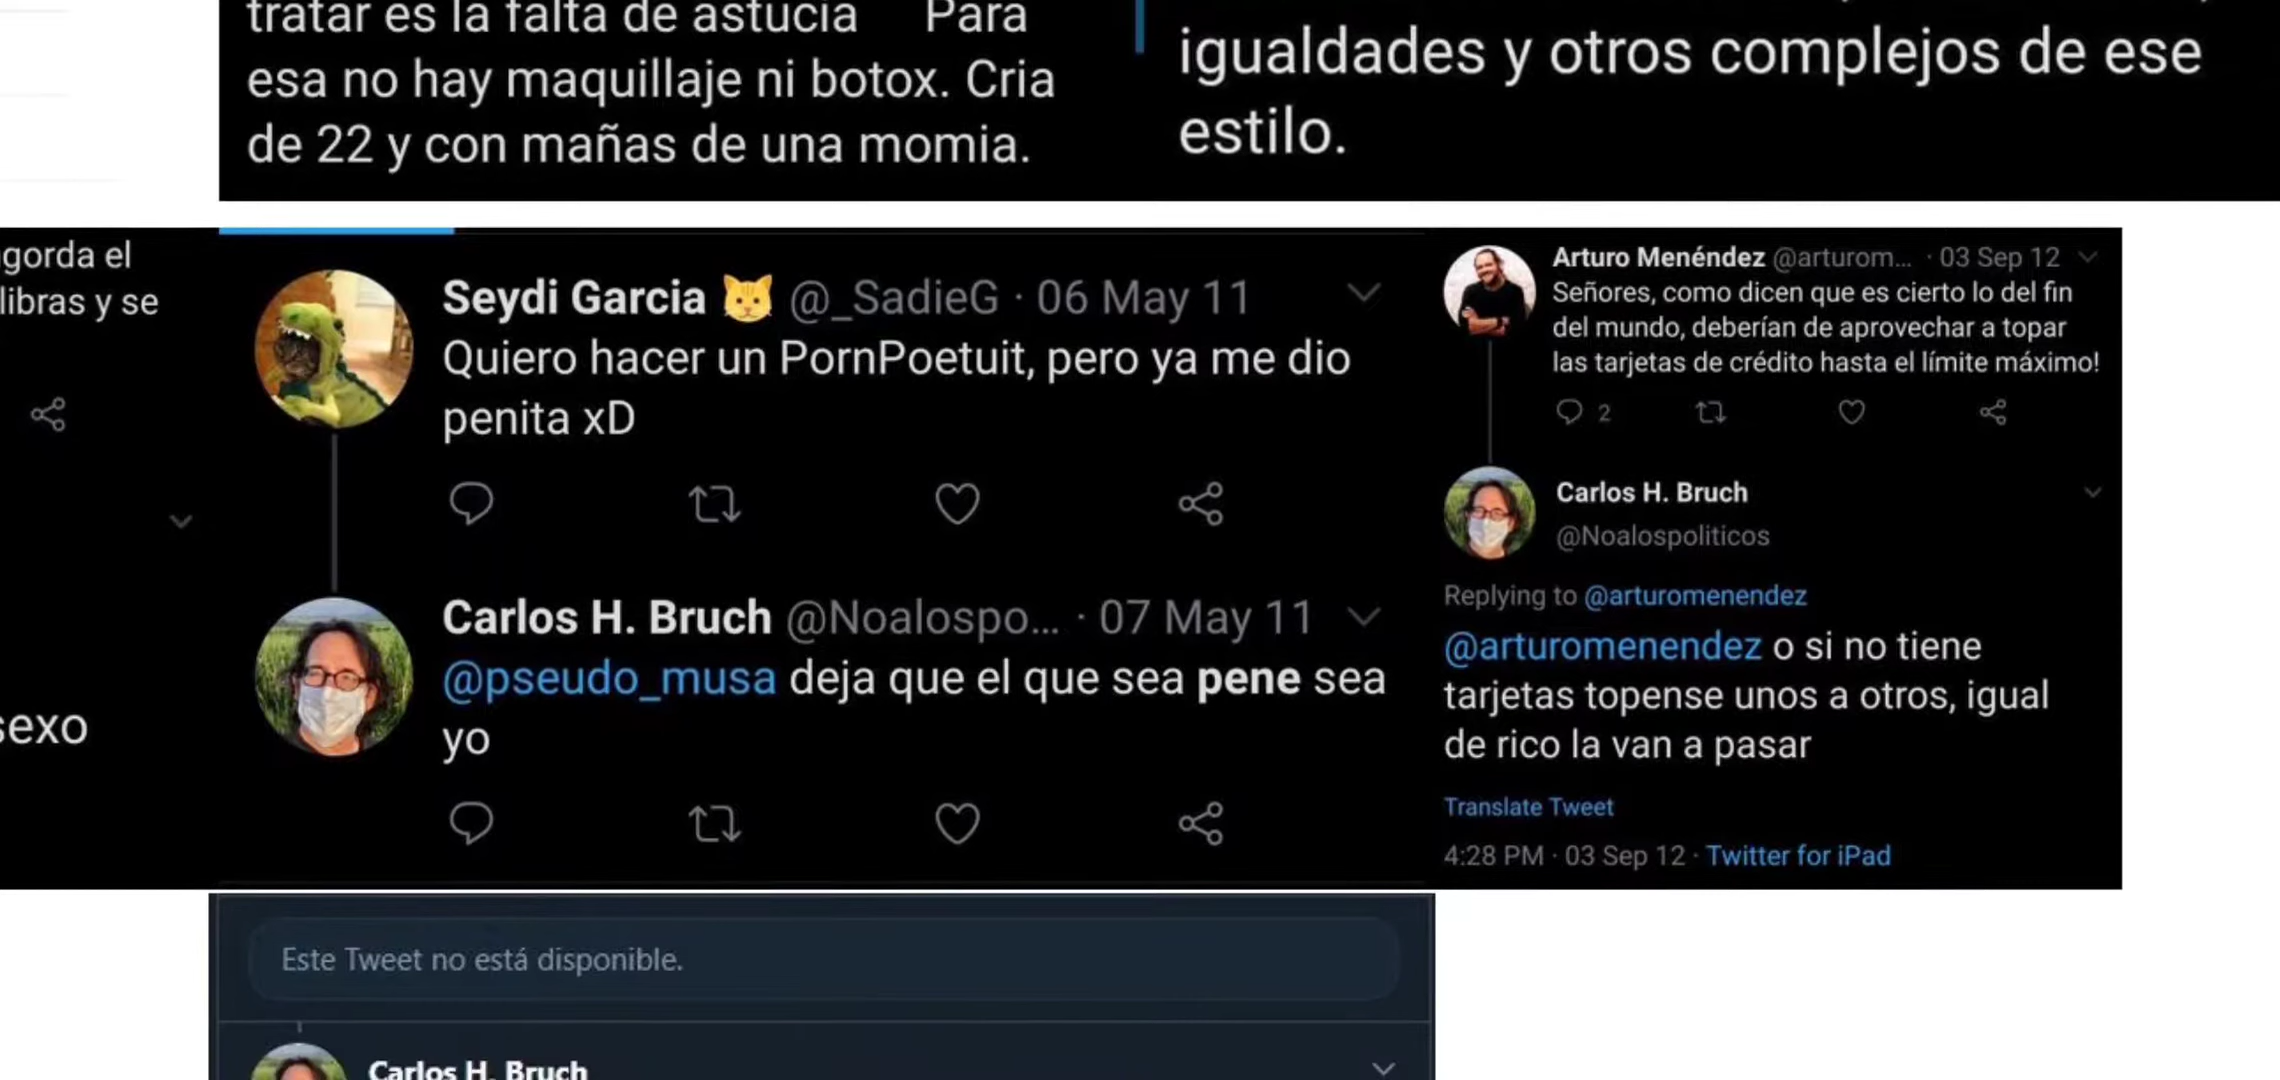 tratar es la falta de astucia Para
esa no hay maquillaje ni botox. Cria
de 22 y con mañas de una momia.
igualdades y otros complejos de ese
estilo.
gorda el
libras y se
sexo
Seydi Garcia 🐱 @_SadieG · 06 May 11
Quiero hacer un PornPoetuit, pero ya me dio
penita xD
Carlos H. Bruch @Noalospo... · 07 May 11
@pseudo_musa deja que el que sea pene sea
yo
Arturo Menéndez @arturom... · 03 Sep 12
Señores, como dicen que es cierto lo del fin
del mundo, deberían de aprovechar a topar
las tarjetas de crédito hasta el límite máximo!
2
Carlos H. Bruch
@Noalospoliticos
Replying to @arturomenendez
@arturomenendez o si no tiene
tarjetas topense unos a otros, igual
de rico la van a pasar
Translate Tweet
4:28 PM · 03 Sep 12 · Twitter for iPad
Este Tweet no está disponible.
Carlos H. Bruch